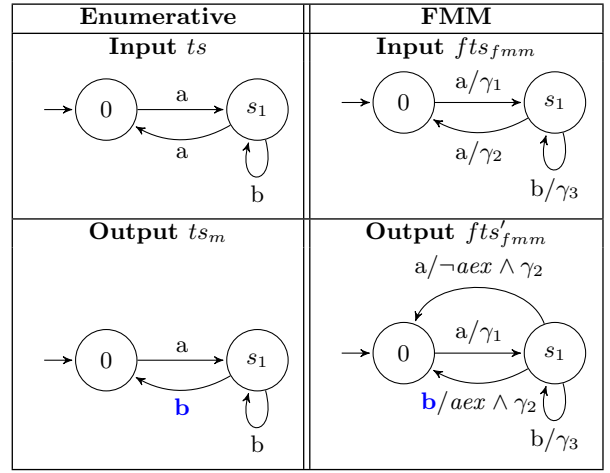 Enumerative FMM
Input ts Input fts_fmm
0 a s₁ a b
0 a/γ₁ s₁ a/γ₂ b/γ₃
Output ts_m Output fts′_fmm
0 a s₁ b b
a/¬aex ∧ γ₂
0 a/γ₁ s₁
b/aex ∧ γ₂
b/γ₃